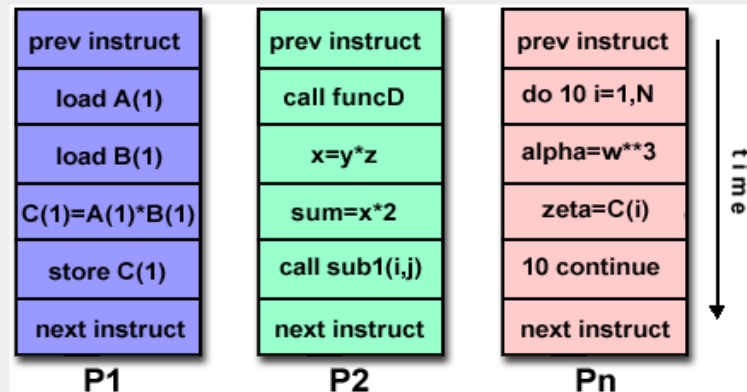 prev instruct
load A(1)
load B(1)
C(1)=A(1)*B(1)
store C(1)
next instruct
P1
prev instruct
call funcD
x=y*z
sum=x*2
call sub1(i,j)
next instruct
P2
prev instruct
do 10 i=1,N
alpha=w**3
zeta=C(i)
10 continue
next instruct
Pn
time